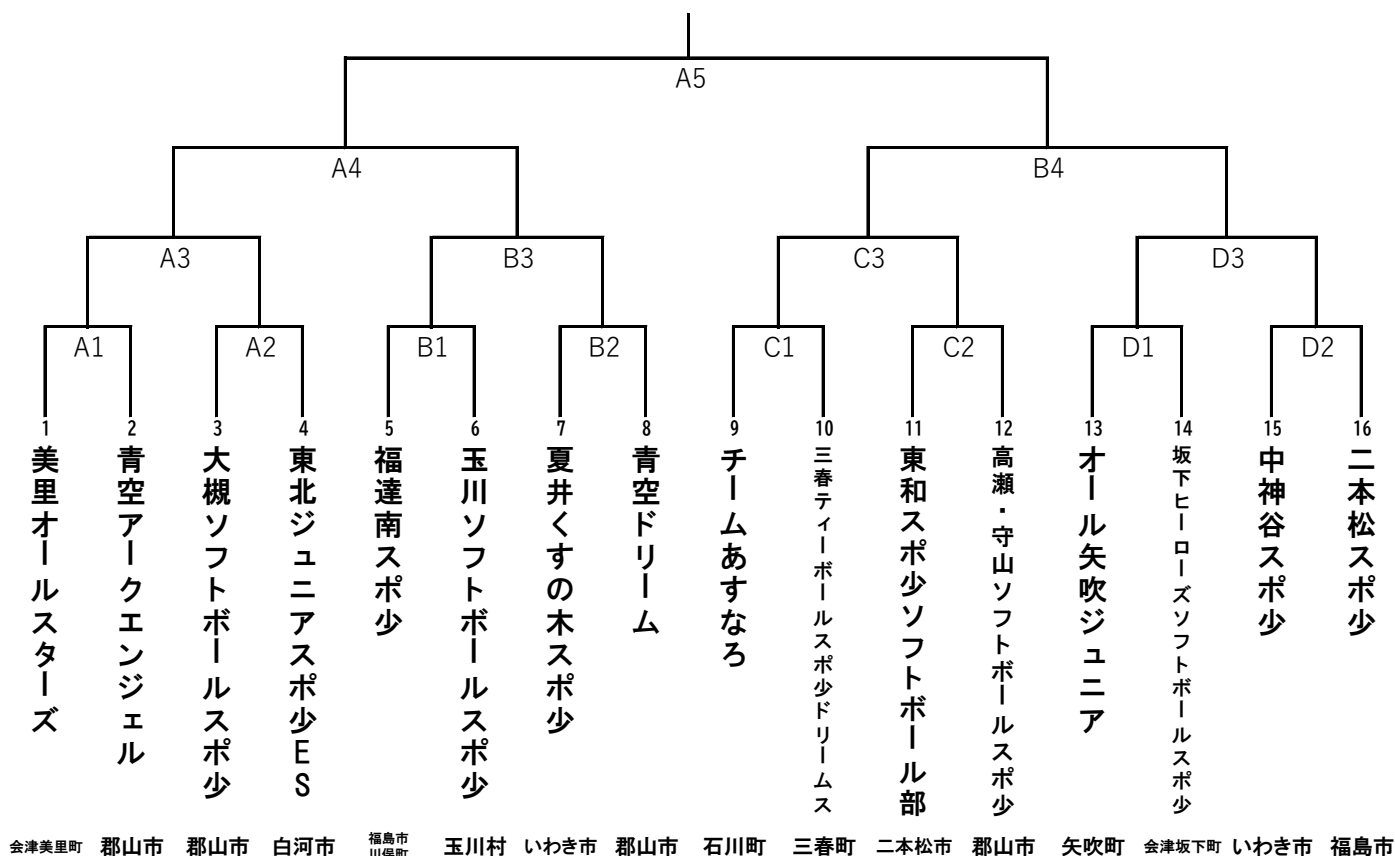 A5
A4
B4
A3
B3
C3
D3
A1
A2
B1
B2
C1
C2
D1
D2
1
2
3
4
5
6
7
8
9
10
11
12
13
14
15
16
美里オールスターズ
青空アークエンジェル
大槻ソフトボールスポ少
東北ジュニアスポ少ES
福達南スポ少
玉川ソフトボールスポ少
夏井くすの木スポ少
青空ドリーム
チームあすなろ
三春ティーボールスポ少ドリームス
東和スポ少ソフトボール部
高瀬・守山ソフトボールスポ少
オール矢吹ジュニア
坂下ヒーローズソフトボールスポ少
中神谷スポ少
二本松スポ少
会津美里町
郡山市
郡山市
白河市
福島市
川俣町
玉川村
いわき市
郡山市
石川町
三春町
二本松市
郡山市
矢吹町
会津坂下町
いわき市
福島市